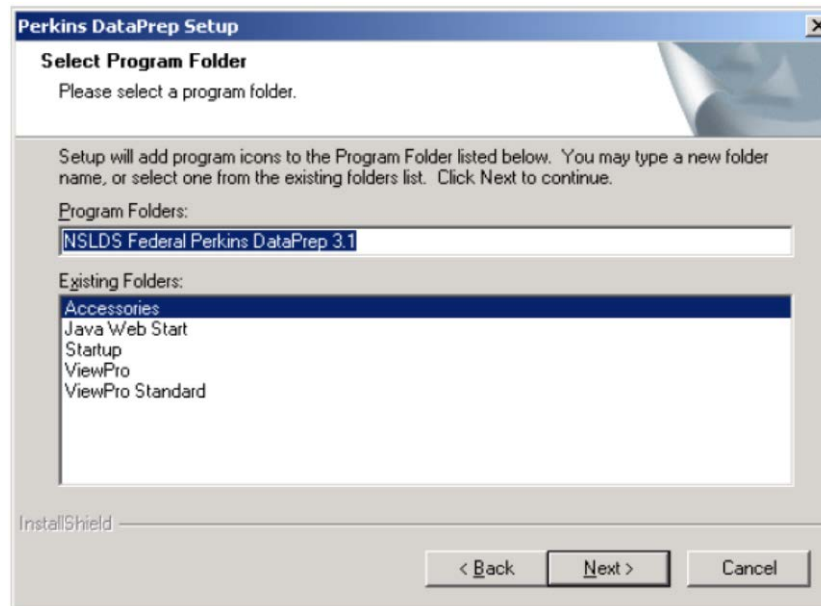 Perkins DataPrep Setup
Select Program Folder
Please select a program folder.
Setup will add program icons to the Program Folder listed below. You may type a new folder
name, or select one from the existing folders list. Click Next to continue.
Program Folders:
NSLDS Federal Perkins DataPrep 3.1
Existing Folders:
Accessories
Java Web Start
Startup
ViewPro
ViewPro Standard
InstallShield
< Back Next > Cancel